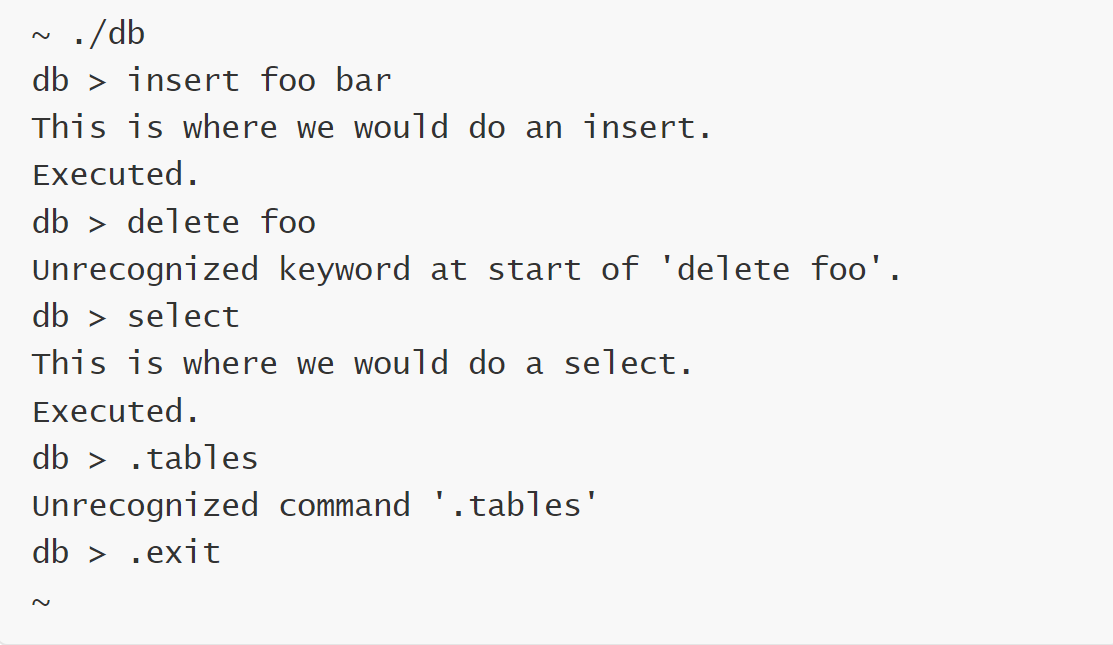 ~ ./db
db > insert foo bar
This is where we would do an insert.
Executed.
db > delete foo
Unrecognized keyword at start of 'delete foo'.
db > select
This is where we would do a select.
Executed.
db > .tables
Unrecognized command '.tables'
db > .exit
~